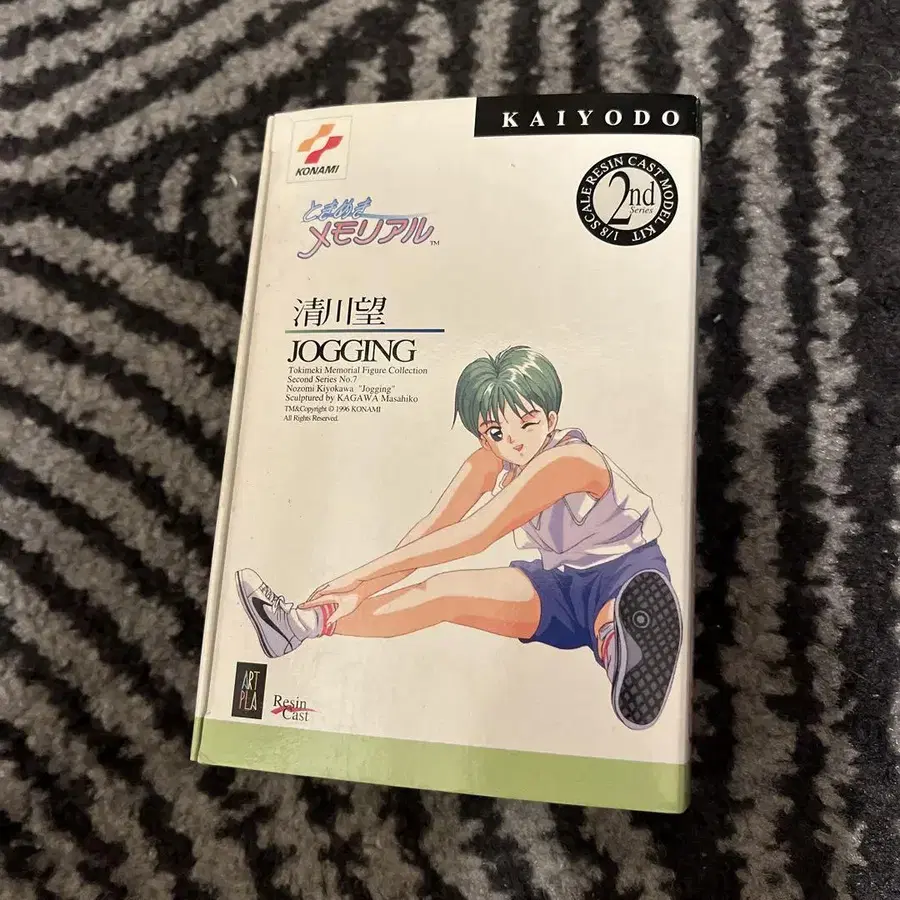 KAIYODO
KONAMI
1/8 SCALE RESIN CAST MODEL KIT
2nd
Series
ときめき
メモリアル™
清川望
JOGGING
Tokimeki Memorial Figure Collection
Second Series No.7
Nozomi Kiyokawa "Jogging"
Sculptured by KAGAWA Masahiko
TM&Copyright © 1996 KONAMI
All Rights Reserved.
ART
PLA
Resin
Cast